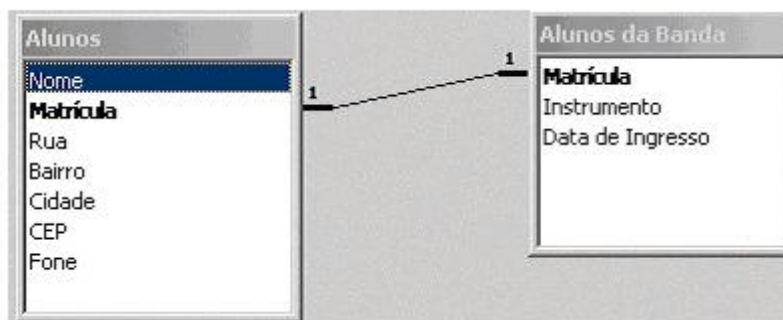 Alunos
Nome
Matrícula
Rua
Bairro
Cidade
CEP
Fone
1
1
Alunos da Banda
Matrícula
Instrumento
Data de Ingresso